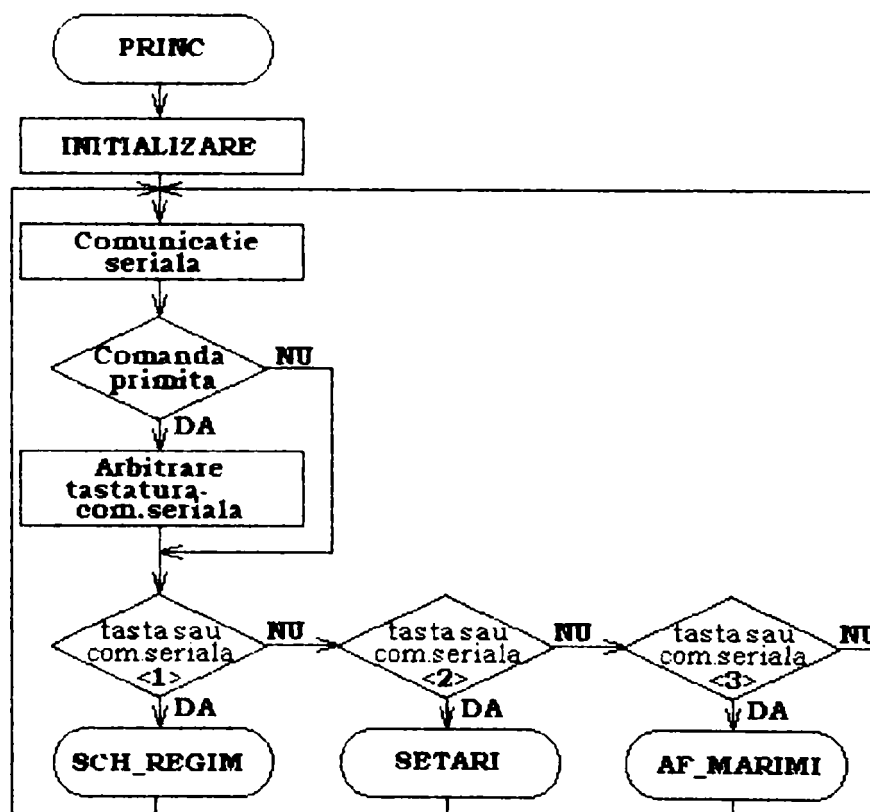 PRINC
INITIALIZARE
Comunicatie
seriala
Comanda
primita
NU
DA
Arbitrare
tastatura-
com.seriala
tasta sau
com.seriala
<1>
NU
DA
tasta sau
com.seriala
<2>
NU
DA
tasta sau
com.seriala
<3>
NU
DA
SCH_REGIM
SETARI
AF_MARIMI